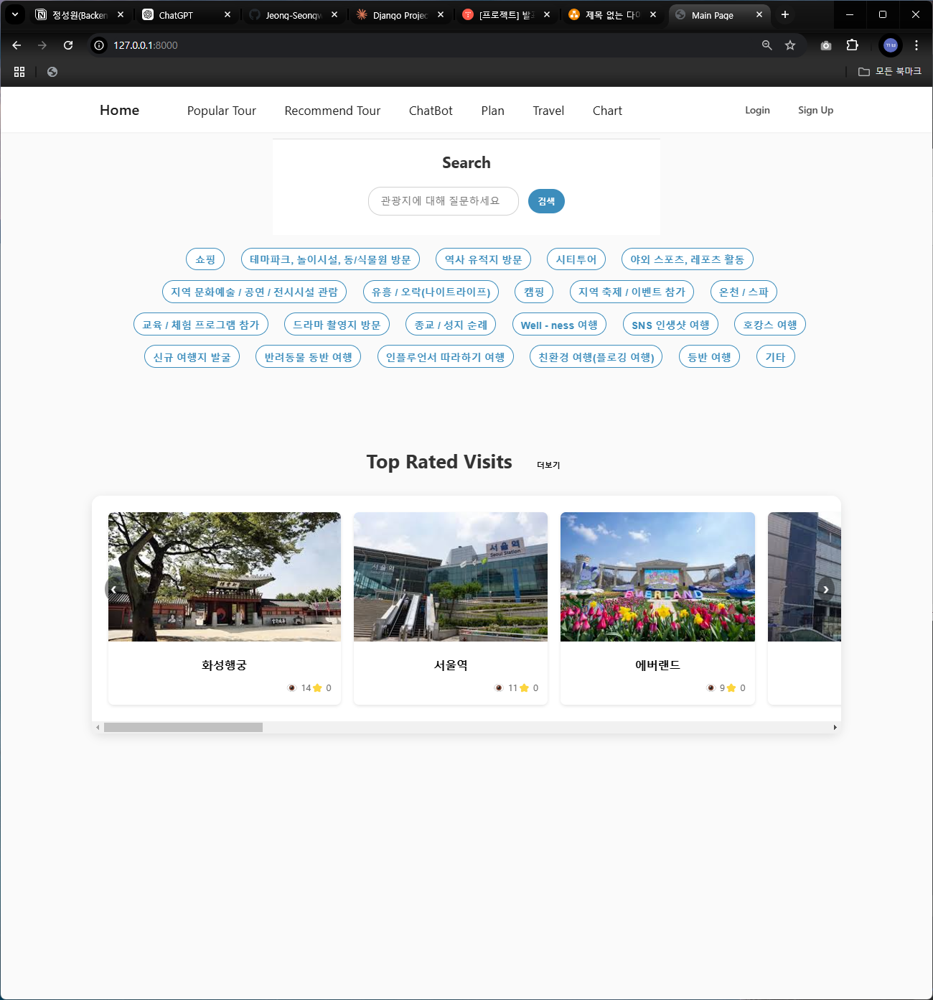 정성원(Backen
ChatGPT
Jeong-Seongw
Django Projec
[프로젝트] 발표
제목 없는 다이
Main Page
127.0.0.1:8000
모든 북마크
Home Popular Tour Recommend Tour ChatBot Plan Travel Chart Login Sign Up
Search
관광지에 대해 질문하세요 검색
쇼핑 테마파크, 놀이시설, 동/식물원 방문 역사 유적지 방문 시티투어 야외 스포츠, 레포츠 활동
지역 문화예술 / 공연 / 전시시설 관람 유흥 / 오락(나이트라이프) 캠핑 지역 축제 / 이벤트 참가 온천 / 스파
교육 / 체험 프로그램 참가 드라마 촬영지 방문 종교 / 성지 순례 Well - ness 여행 SNS 인생샷 여행 호캉스 여행
신규 여행지 발굴 반려동물 동반 여행 인플루언서 따라하기 여행 친환경 여행(플로깅 여행) 등반 여행 기타
Top Rated Visits 더보기
서울역
Seoul Station
서울역
EVERLAND
화성행궁 서울역 에버랜드
14 0 11 0 9 0